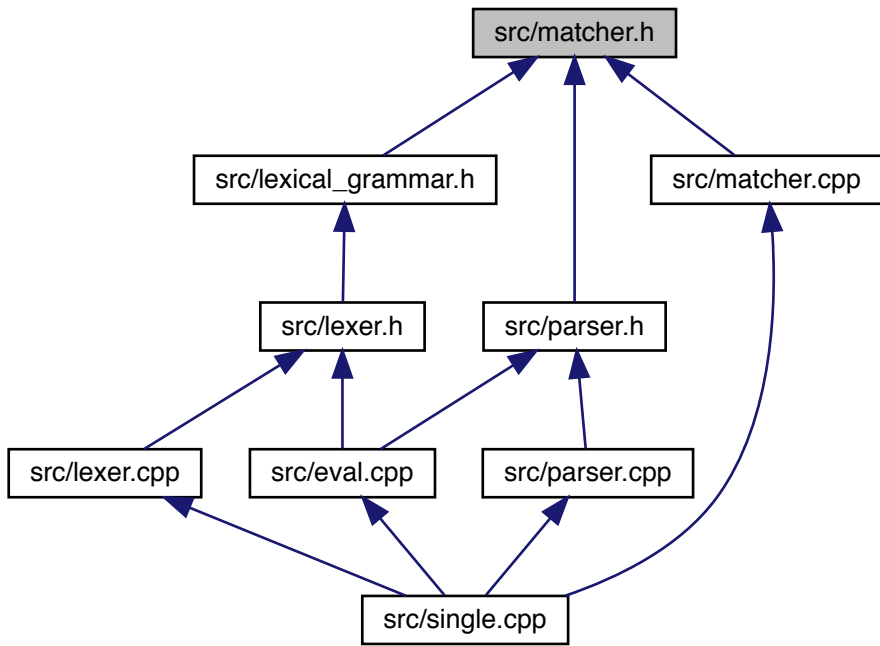 src/matcher.h
src/lexical_grammar.h
src/matcher.cpp
src/lexer.h
src/parser.h
src/lexer.cpp
src/eval.cpp
src/parser.cpp
src/single.cpp